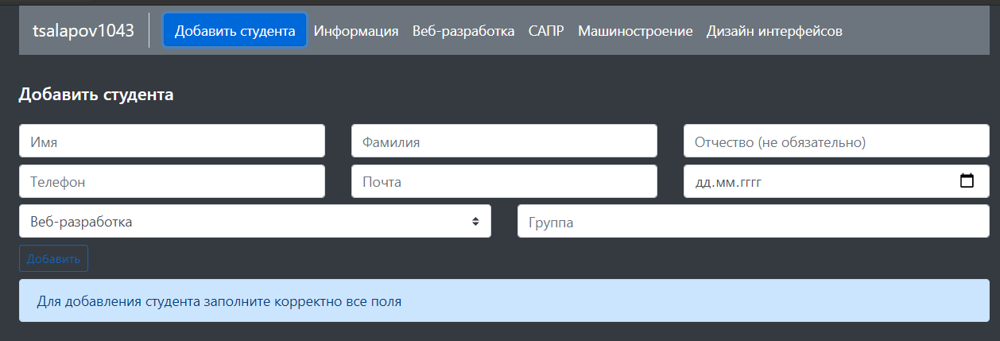 tsalapov1043 Добавить студента Информация Веб-разработка САПР Машиностроение Дизайн интерфейсов
Добавить студента
Имя Фамилия Отчество (не обязательно)
Телефон Почта дд.мм.гггг
Веб-разработка Группа
Добавить
Для добавления студента заполните корректно все поля